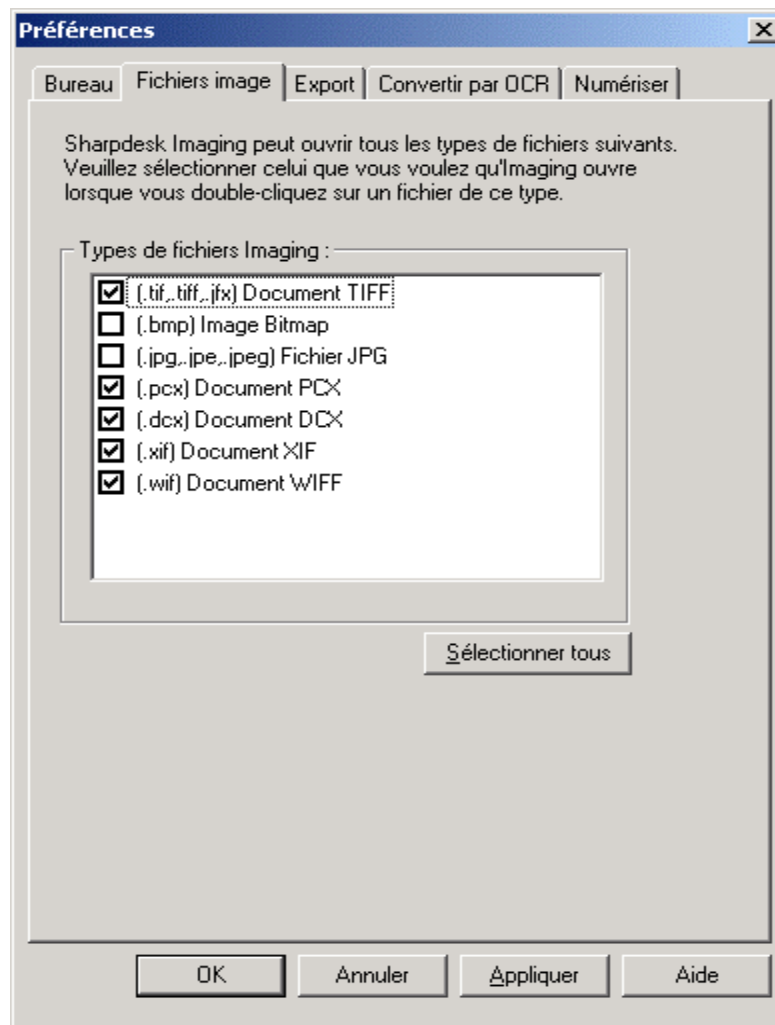 Préférences
Bureau
Fichiers image
Export
Convertir par OCR
Numériser
Sharpdesk Imaging peut ouvrir tous les types de fichiers suivants.
Veuillez sélectionner celui que vous voulez qu'Imaging ouvre
lorsque vous double-cliquez sur un fichier de ce type.
Types de fichiers Imaging :
(.tif,.tiff,.jfx) Document TIFF
(.bmp) Image Bitmap
(.jpg,.jpe,.jpeg) Fichier JPG
(.pcx) Document PCX
(.dcx) Document DCX
(.xif) Document XIF
(.wif) Document WIFF
Sélectionner tous
OK
Annuler
Appliquer
Aide